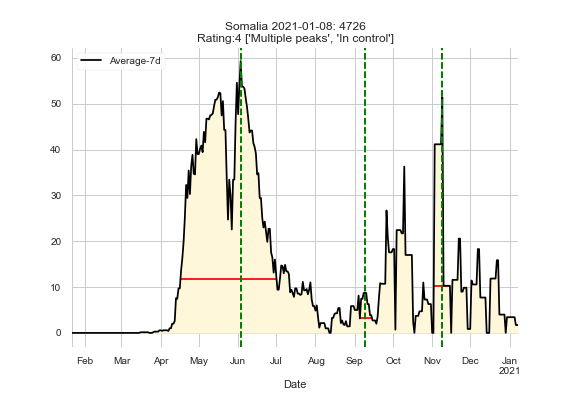 Somalia 2021-01-08: 4726
Rating:4 ['Multiple peaks', 'In control']
60
50
40
30
20
10
0
Average-7d
Feb Mar Apr May Jun Jul Aug Sep Oct Nov Dec Jan
2021
Date